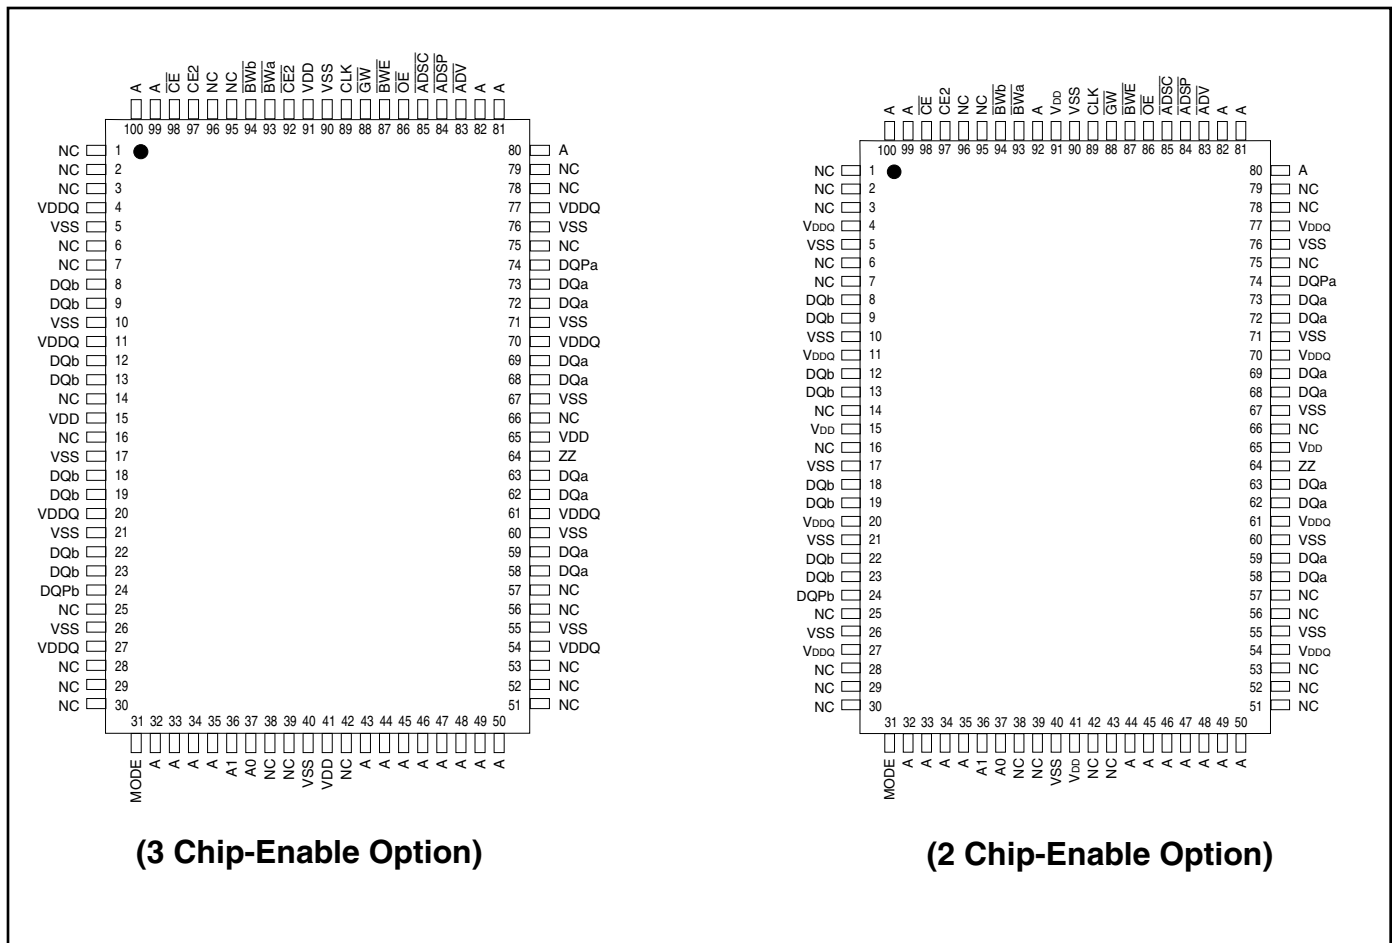 A A CE CE2 NC NC BWb BWa CE2 VDD VSS CLK GW BWE OE ADSC ADSP ADV A A
100 99 98 97 96 95 94 93 92 91 90 89 88 87 86 85 84 83 82 81
NC 1 80 A
NC 2 79 NC
NC 3 78 NC
VDDQ 4 77 VDDQ
VSS 5 76 VSS
NC 6 75 NC
NC 7 74 DQPa
DQb 8 73 DQa
DQb 9 72 DQa
VSS 10 71 VSS
VDDQ 11 70 VDDQ
DQb 12 69 DQa
DQb 13 68 DQa
NC 14 67 VSS
VDD 15 66 NC
NC 16 65 VDD
VSS 17 64 ZZ
DQb 18 63 DQa
DQb 19 62 DQa
VDDQ 20 61 VDDQ
VSS 21 60 VSS
DQb 22 59 DQa
DQb 23 58 DQa
DQPb 24 57 NC
NC 25 56 NC
VSS 26 55 VSS
VDDQ 27 54 VDDQ
NC 28 53 NC
NC 29 52 NC
NC 30 51 NC
31 32 33 34 35 36 37 38 39 40 41 42 43 44 45 46 47 48 49 50
MODE A A A A A1 A0 NC NC VSS VDD NC A A A A A A A A
(3 Chip-Enable Option)
A A CE CE2 NC NC BWb BWa A VDD VSS CLK GW BWE OE ADSC ADSP ADV A A
100 99 98 97 96 95 94 93 92 91 90 89 88 87 86 85 84 83 82 81
NC 1 80 A
NC 2 79 NC
NC 3 78 NC
VDDQ 4 77 VDDQ
VSS 5 76 VSS
NC 6 75 NC
NC 7 74 DQPa
DQb 8 73 DQa
DQb 9 72 DQa
VSS 10 71 VSS
VDDQ 11 70 VDDQ
DQb 12 69 DQa
DQb 13 68 DQa
NC 14 67 VSS
VDD 15 66 NC
NC 16 65 VDD
VSS 17 64 ZZ
DQb 18 63 DQa
DQb 19 62 DQa
VDDQ 20 61 VDDQ
VSS 21 60 VSS
DQb 22 59 DQa
DQb 23 58 DQa
DQPb 24 57 NC
NC 25 56 NC
VSS 26 55 VSS
VDDQ 27 54 VDDQ
NC 28 53 NC
NC 29 52 NC
NC 30 51 NC
31 32 33 34 35 36 37 38 39 40 41 42 43 44 45 46 47 48 49 50
MODE A A A A A1 A0 NC NC VSS VDD NC NC A A A A A A A
(2 Chip-Enable Option)